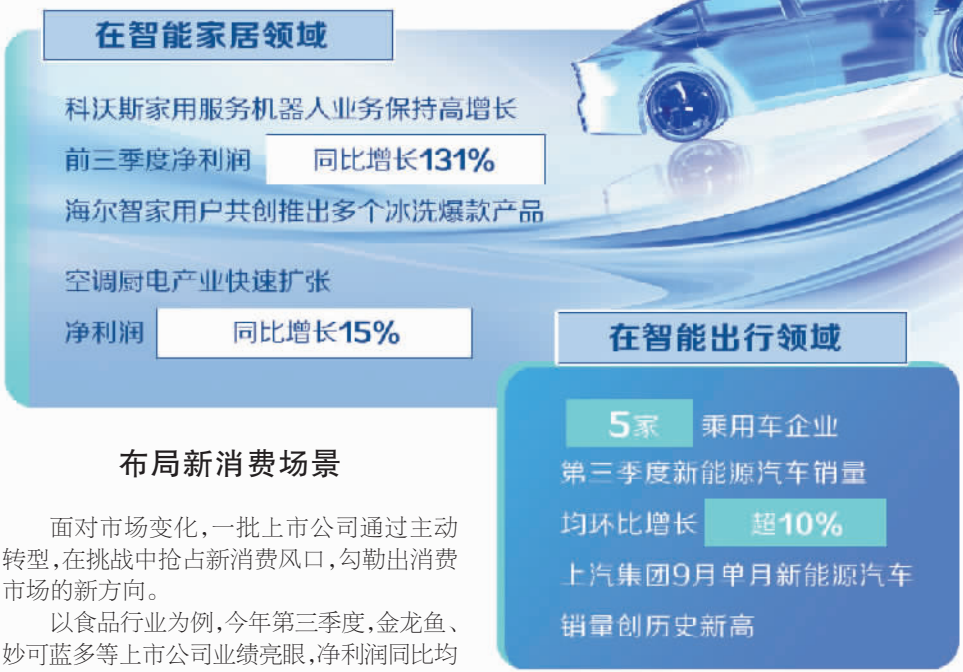 在智能家居领域
科沃斯家用服务机器人业务保持高增长
前三季度净利润 同比增长131%
海尔智家用户共创推出多个冰洗爆款产品
空调厨电产业快速扩张
净利润 同比增长15%
在智能出行领域
5家 乘用车企业
第三季度新能源汽车销量
均环比增长 超10%
上汽集团9月单月新能源汽车
销量创历史新高
布局新消费场景
面对市场变化,一批上市公司通过主动
转型,在挑战中抢占新消费风口,勾勒出消费
市场的新方向。
以食品行业为例,今年第三季度,金龙鱼、
妙可蓝多等上市公司业绩亮眼,净利润同比均